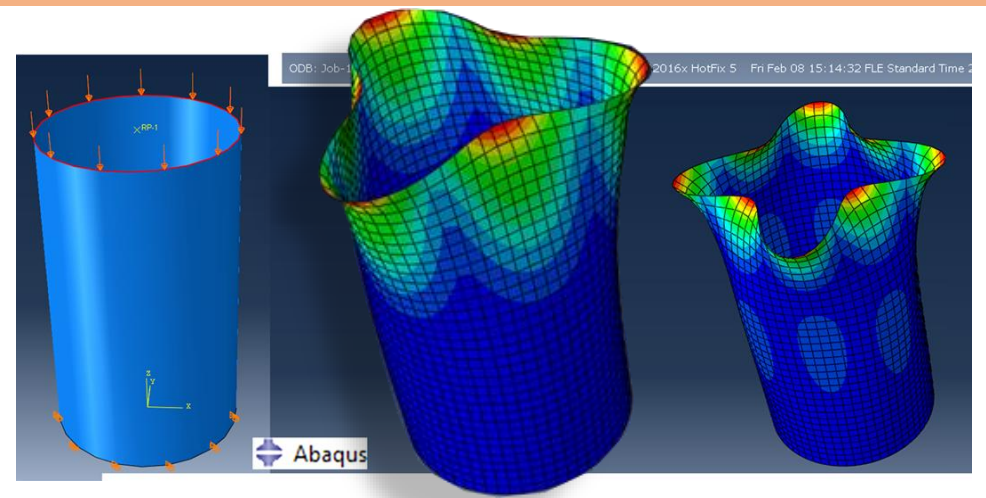 ODB: Job-1
2016x HotFix 5    Fri Feb 08 15:14:32 FLE Standard Time 2
RP-1
Z
Y
X
Abaqus